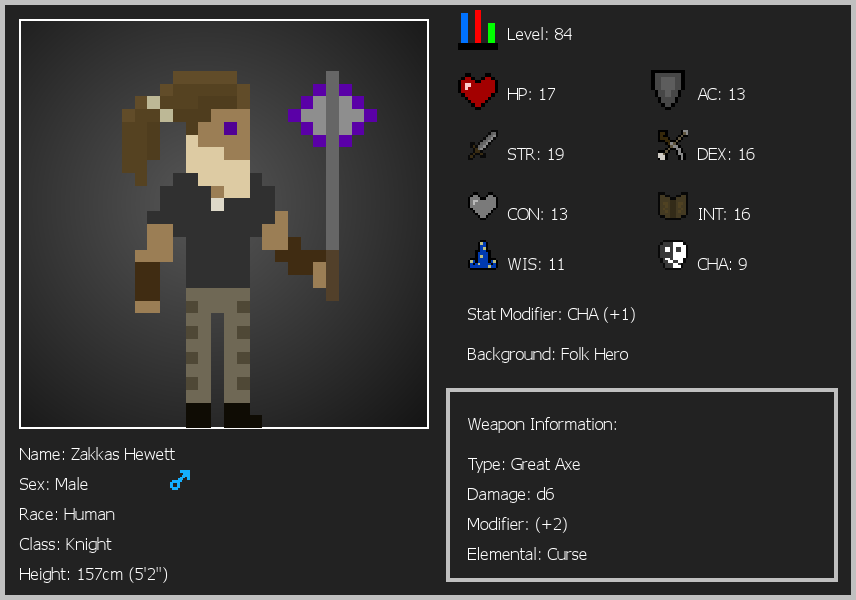 Level: 84
HP: 17
AC: 13
STR: 19
DEX: 16
CON: 13
INT: 16
WIS: 11
CHA: 9
Stat Modifier: CHA (+1)
Background: Folk Hero
Weapon Information:
Type: Great Axe
Damage: d6
Modifier: (+2)
Elemental: Curse
Name: Zakkas Hewett
Sex: Male
Race: Human
Class: Knight
Height: 157cm (5'2")